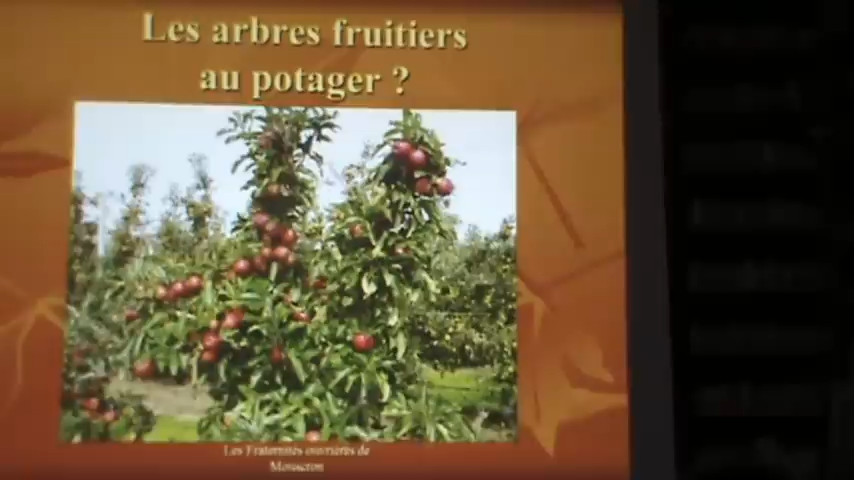 Les arbres fruitiers
au potager ?
Les Fraternités ouvrières de
Mouscron